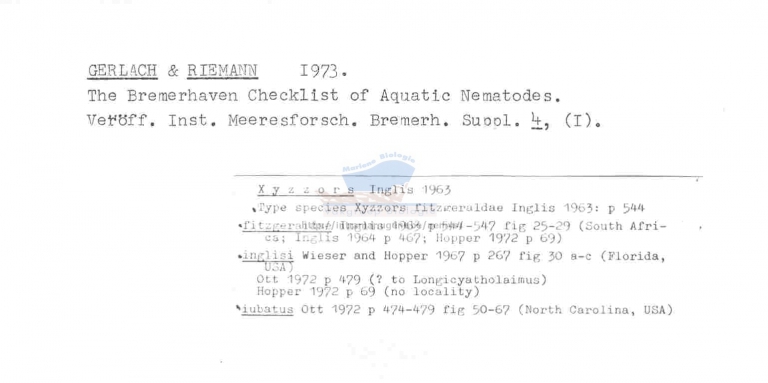 GERLACH & RIEMANN 1973.
The Bremerhaven Checklist of Aquatic Nematodes.
Veröff. Inst. Meeresforsch. Bremerh. Suppl. 4, (I).
Marine Biologie
X y z z o r s Inglis 1963
Type species Xyzzors fitzgeraldae Inglis 1963: p 544
Inglis 1963 p 544-547 fig 25-29 (South Afri-
ca; Inglis 1964 p 467; Hopper 1972 p 69)
inglisi Wieser and Hopper 1967 p 267 fig 30 a-c (Florida,
USA)
Ott 1972 p 479 (? to Longicyatholaimus)
Hopper 1972 p 69 (no locality)
iubatus Ott 1972 p 474-479 fig 50-67 (North Carolina, USA)